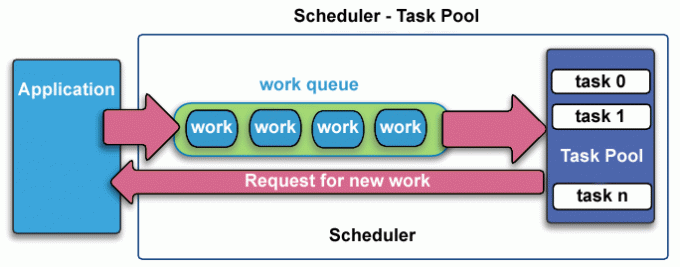 Scheduler - Task Pool
Application
work queue
work work work work
task 0
task 1
Task Pool
task n
Request for new work
Scheduler